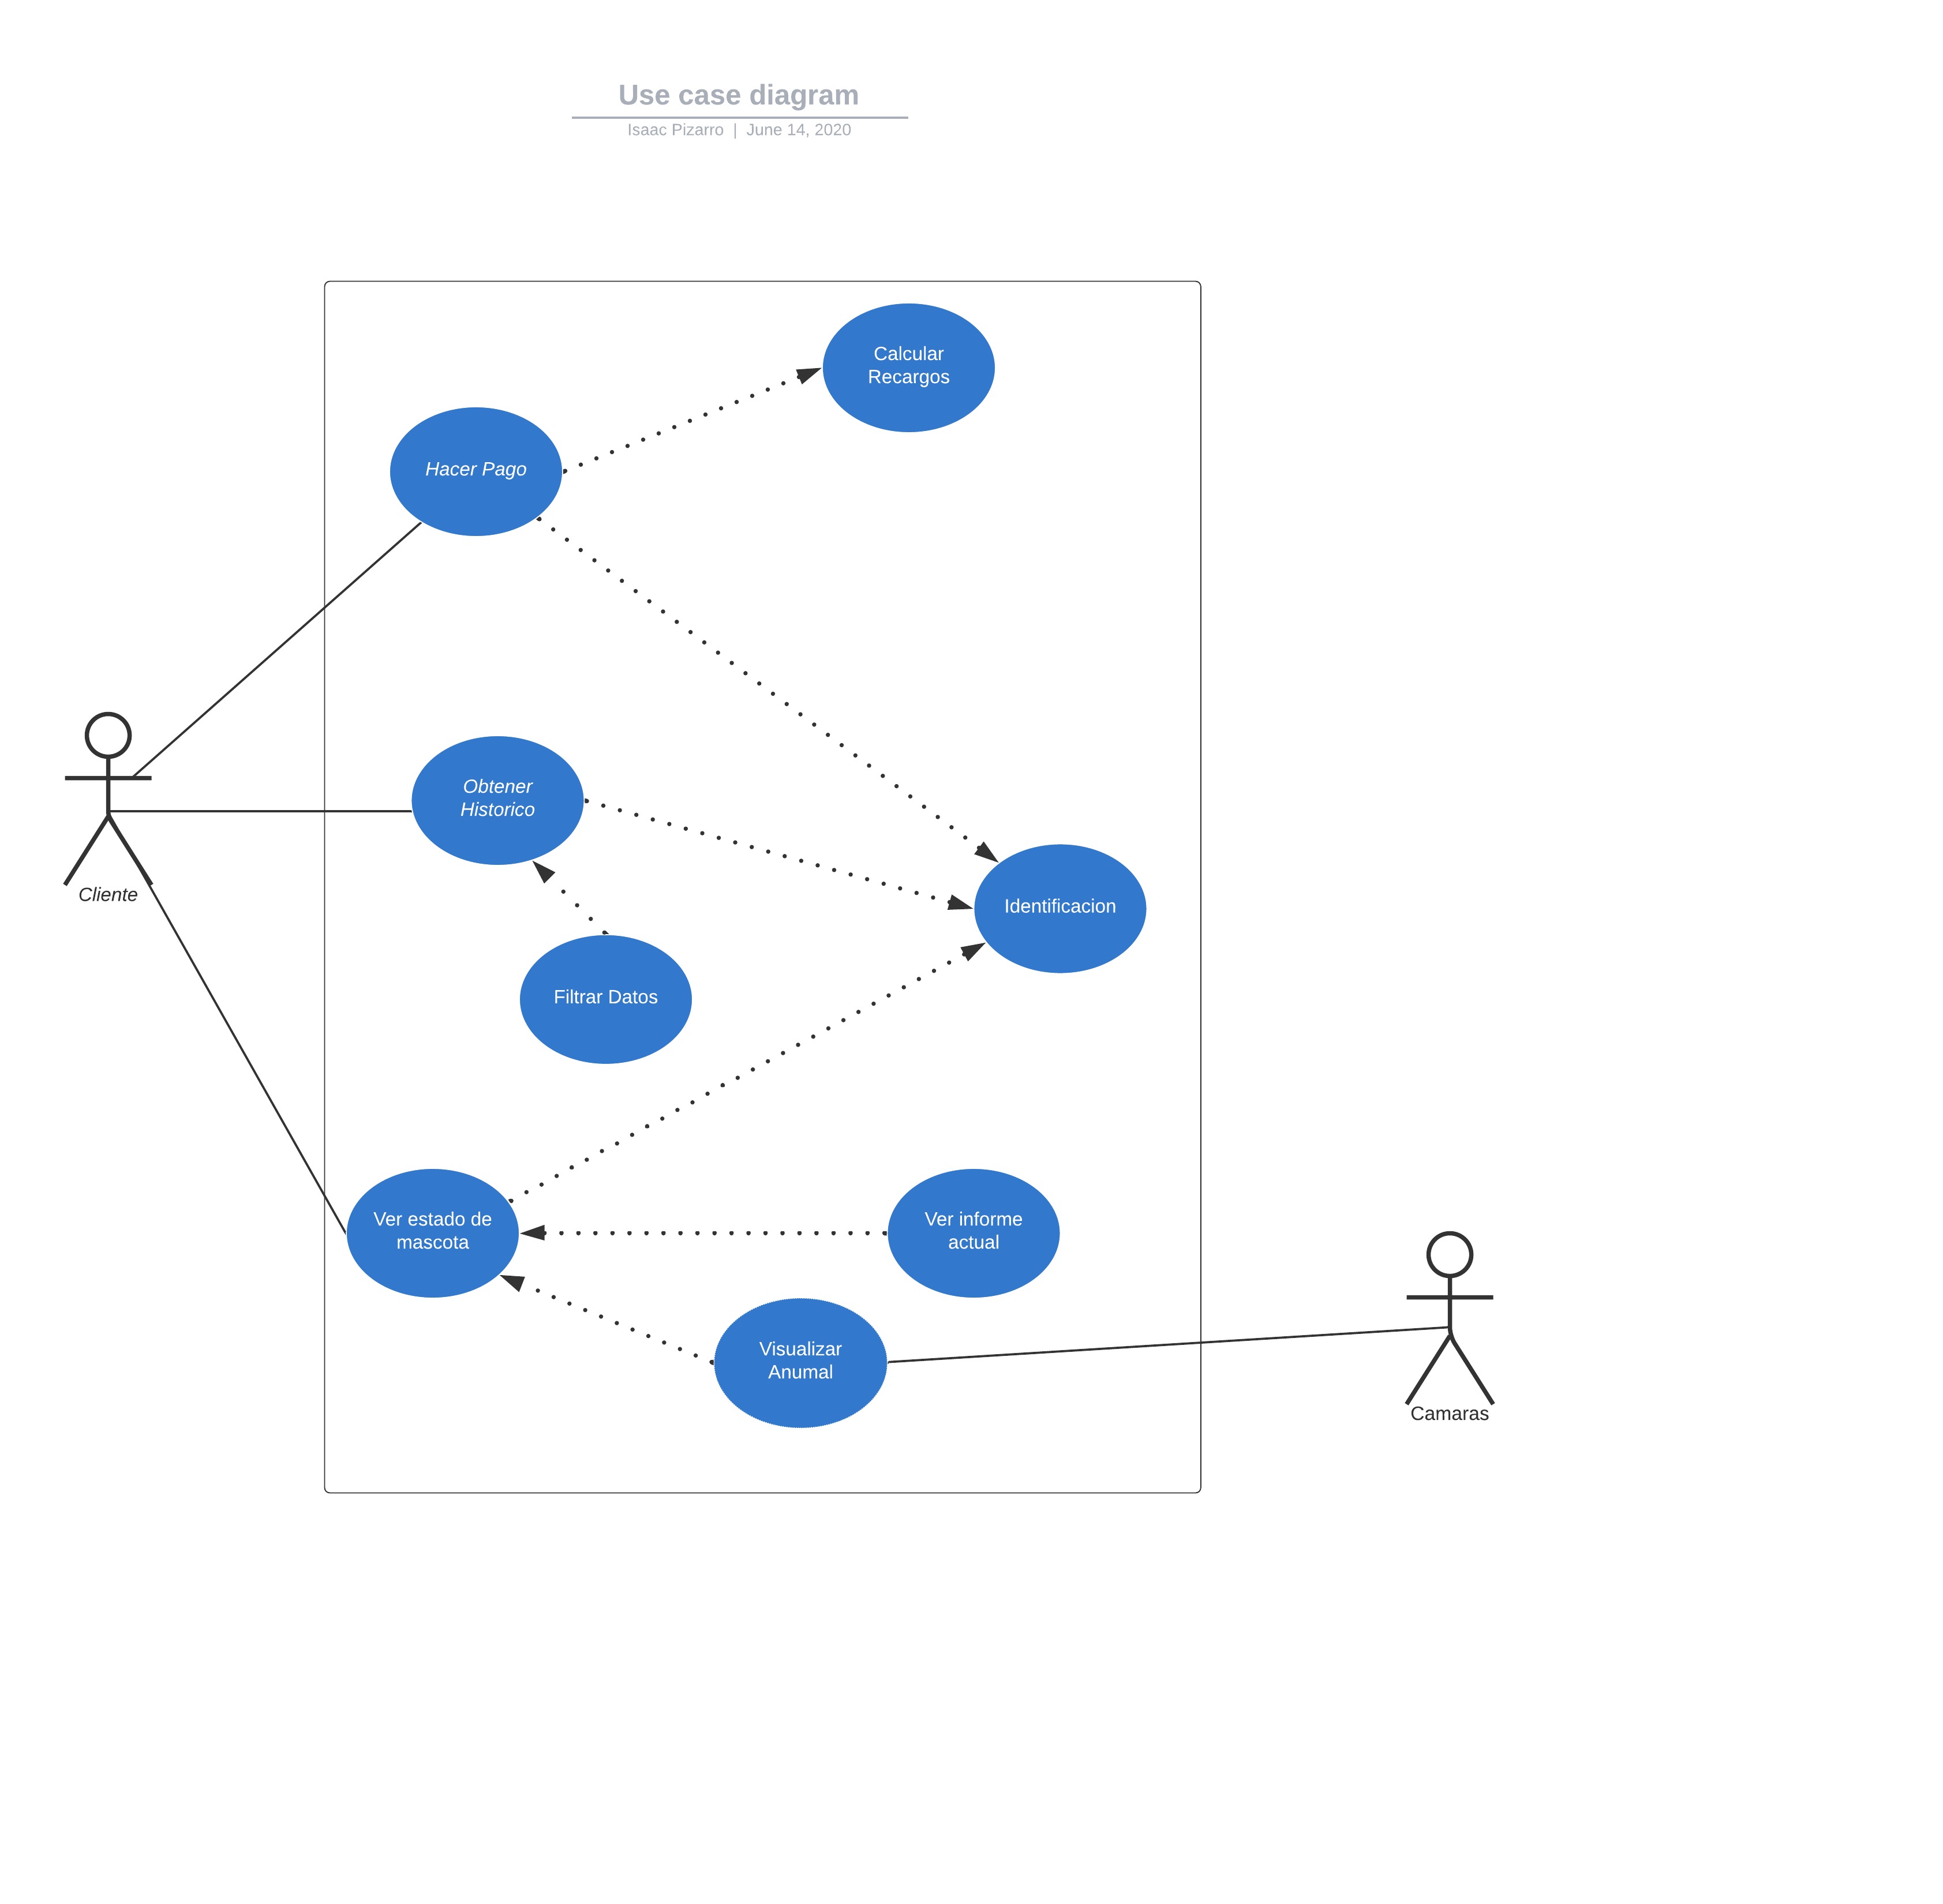 Use case diagram
Isaac Pizarro | June 14, 2020
Calcular
Recargos
Hacer Pago
Obtener
Historico
Cliente
Identificacion
Filtrar Datos
Ver estado de
mascota
Ver informe
actual
Visualizar
Anumal
Camaras